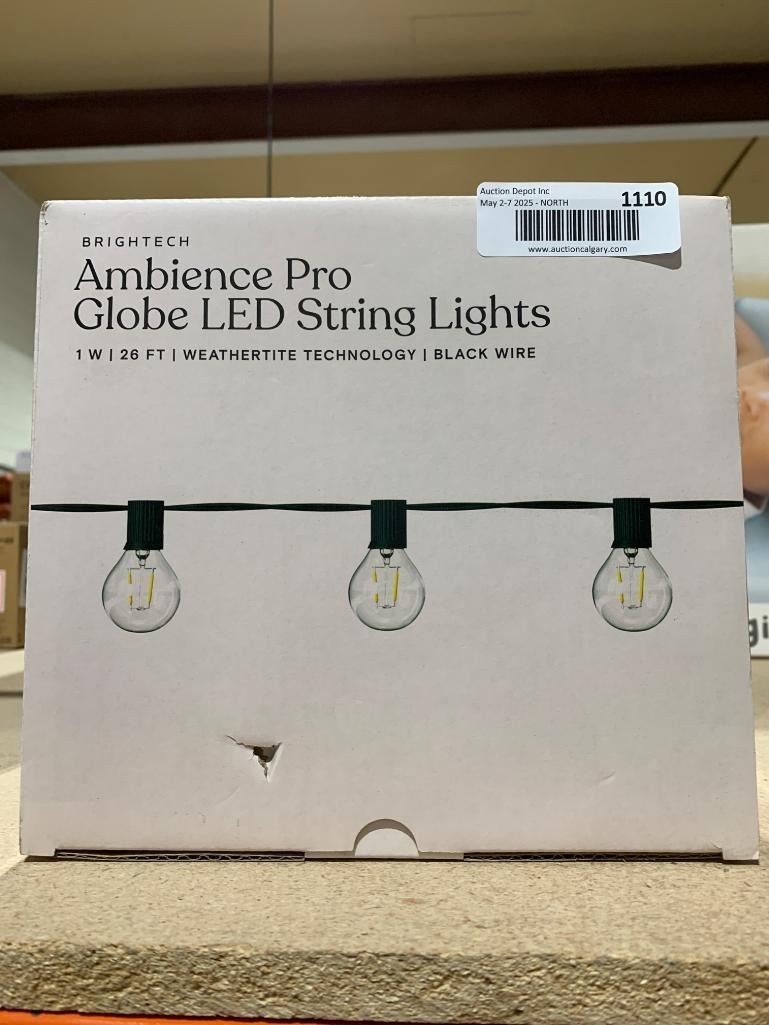 Auction Depot Inc
May 2-7 2025 - NORTH
1110
www.auctioncalgary.com
BRIGHTECH
Ambience Pro
Globe LED String Lights
1 W | 26 FT | WEATHERTITE TECHNOLOGY | BLACK WIRE
gi